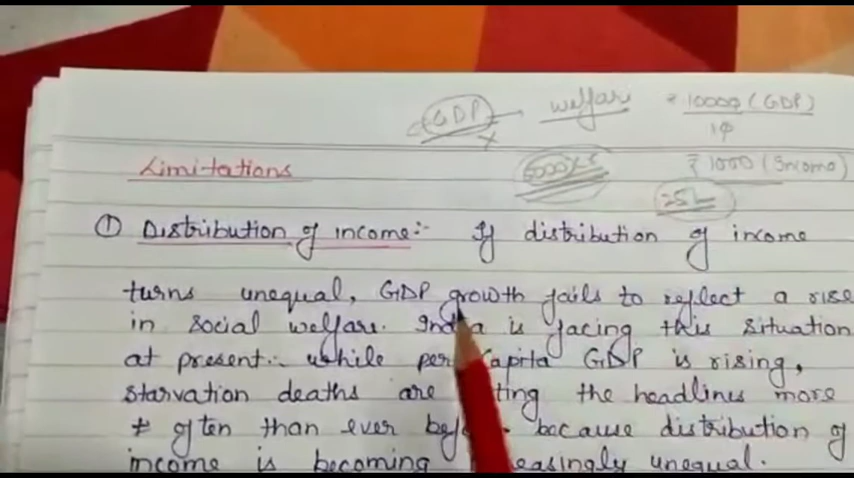 GDP → welfare ₹ 10000 (GDP)
x 10
Limitations 5000 x 5 ₹ 1000 (Income)
25L
① Distribution of income:- If distribution of income
turns unequal, GDP growth fails to reflect a rise
in social welfare. India is facing this situation
at present. while per Capita GDP is rising,
starvation deaths are ting the headlines more
often than ever because distribution of
income is becoming easingly unequal.